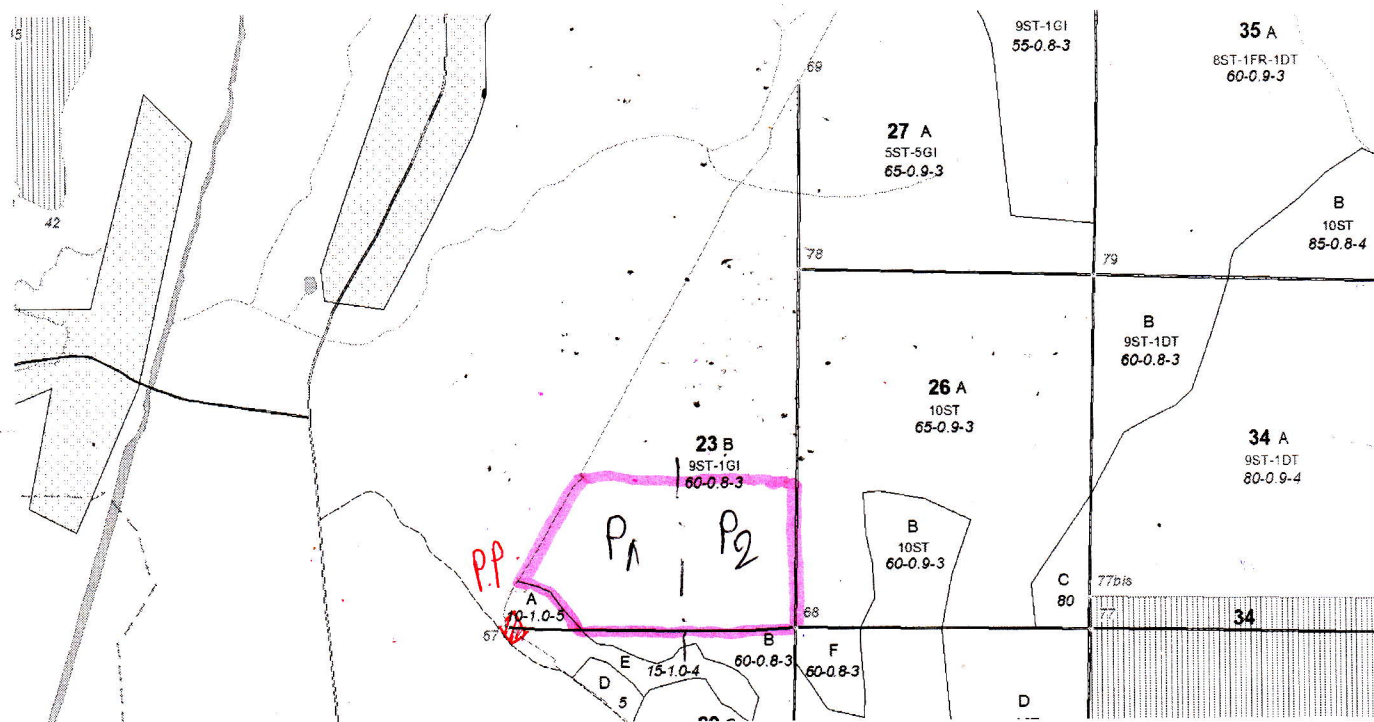 9ST-1GI
55-0.8-3
35 A
8ST-1FR-1DT
60-0.9-3
69
27 A
5ST-5GI
65-0.9-3
42
B
10ST
85-0.8-4
78
79
B
9ST-1DT
60-0.8-3
26 A
10ST
65-0.9-3
23 B
9ST-1GI
60-0.8-3
34 A
9ST-1DT
80-0.9-4
P1
P2
B
10ST
60-0.9-3
P.P
C
80
77bis
77
A
0-1.0-5
67
68
34
B
60-0.8-3
F
60-0.8-3
E
15-1.0-4
D
5
D